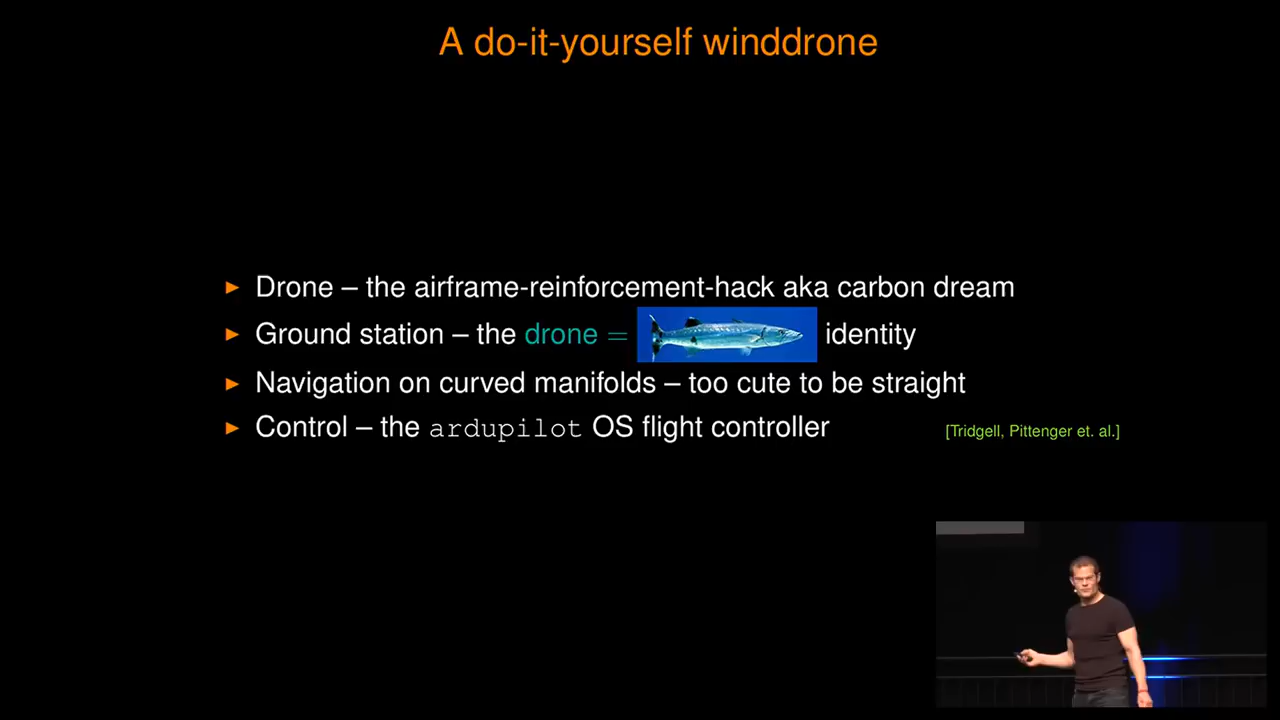 A do-it-yourself winddrone
▶ Drone – the airframe-reinforcement-hack aka carbon dream
▶ Ground station – the drone = identity
▶ Navigation on curved manifolds – too cute to be straight
▶ Control – the ardupilot OS flight controller [Tridgell, Pittenger et. al.]